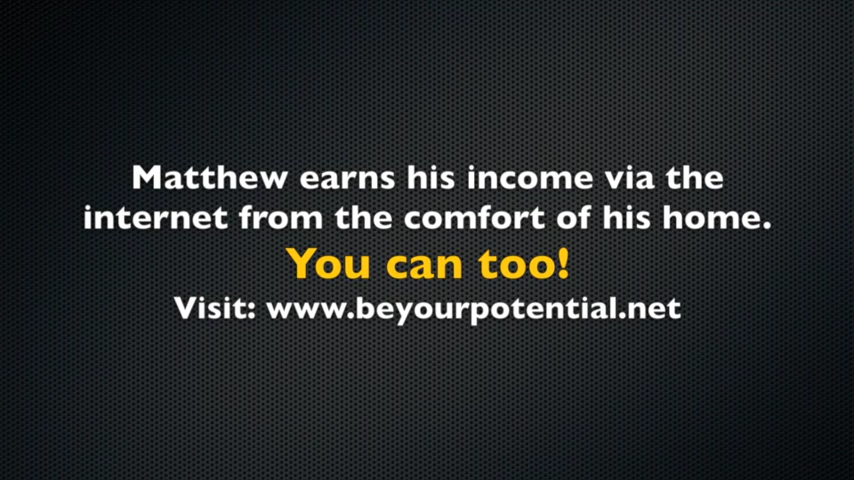 Matthew earns his income via the
internet from the comfort of his home.
You can too!
Visit: www.beyourpotential.net